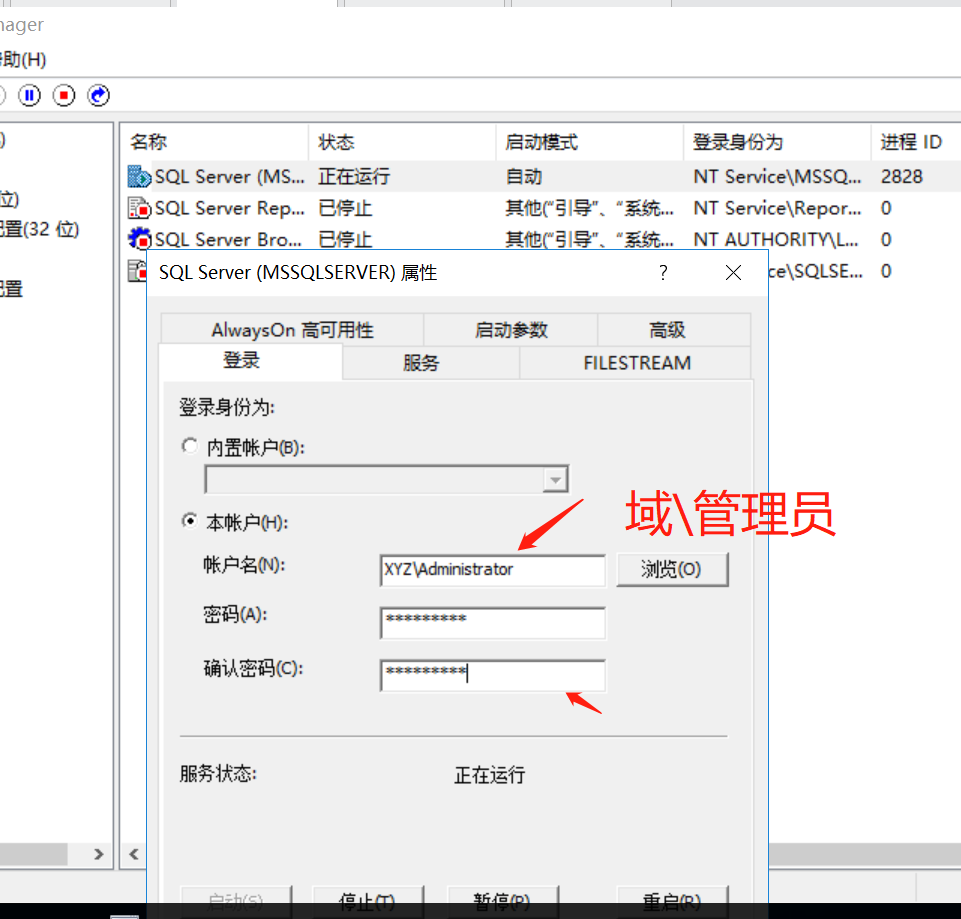 nager
帮助(H)
)
名称 状态 启动模式 登录身份为 进程 ID
SQL Server (MS... 正在运行 自动 NT Service\MSSQ... 2828
位)
SQL Server Rep... 已停止 其他(“引导”、“系统... NT Service\Repor... 0
配置(32 位)
SQL Server Bro... 已停止 其他(“引导”、“系统... NT AUTHORITY\L... 0
ce\SQLSE... 0
配置
SQL Server (MSSQLSERVER) 属性
?
AlwaysOn 高可用性 启动参数 高级
登录 服务 FILESTREAM
登录身份为:
内置帐户(B):
域\管理员
本帐户(H):
帐户名(N): XYZ\Administrator 浏览(O)
密码(A): *********
确认密码(C): *********
服务状态: 正在运行
启动(S) 停止(T) 暂停(P) 重启(R)